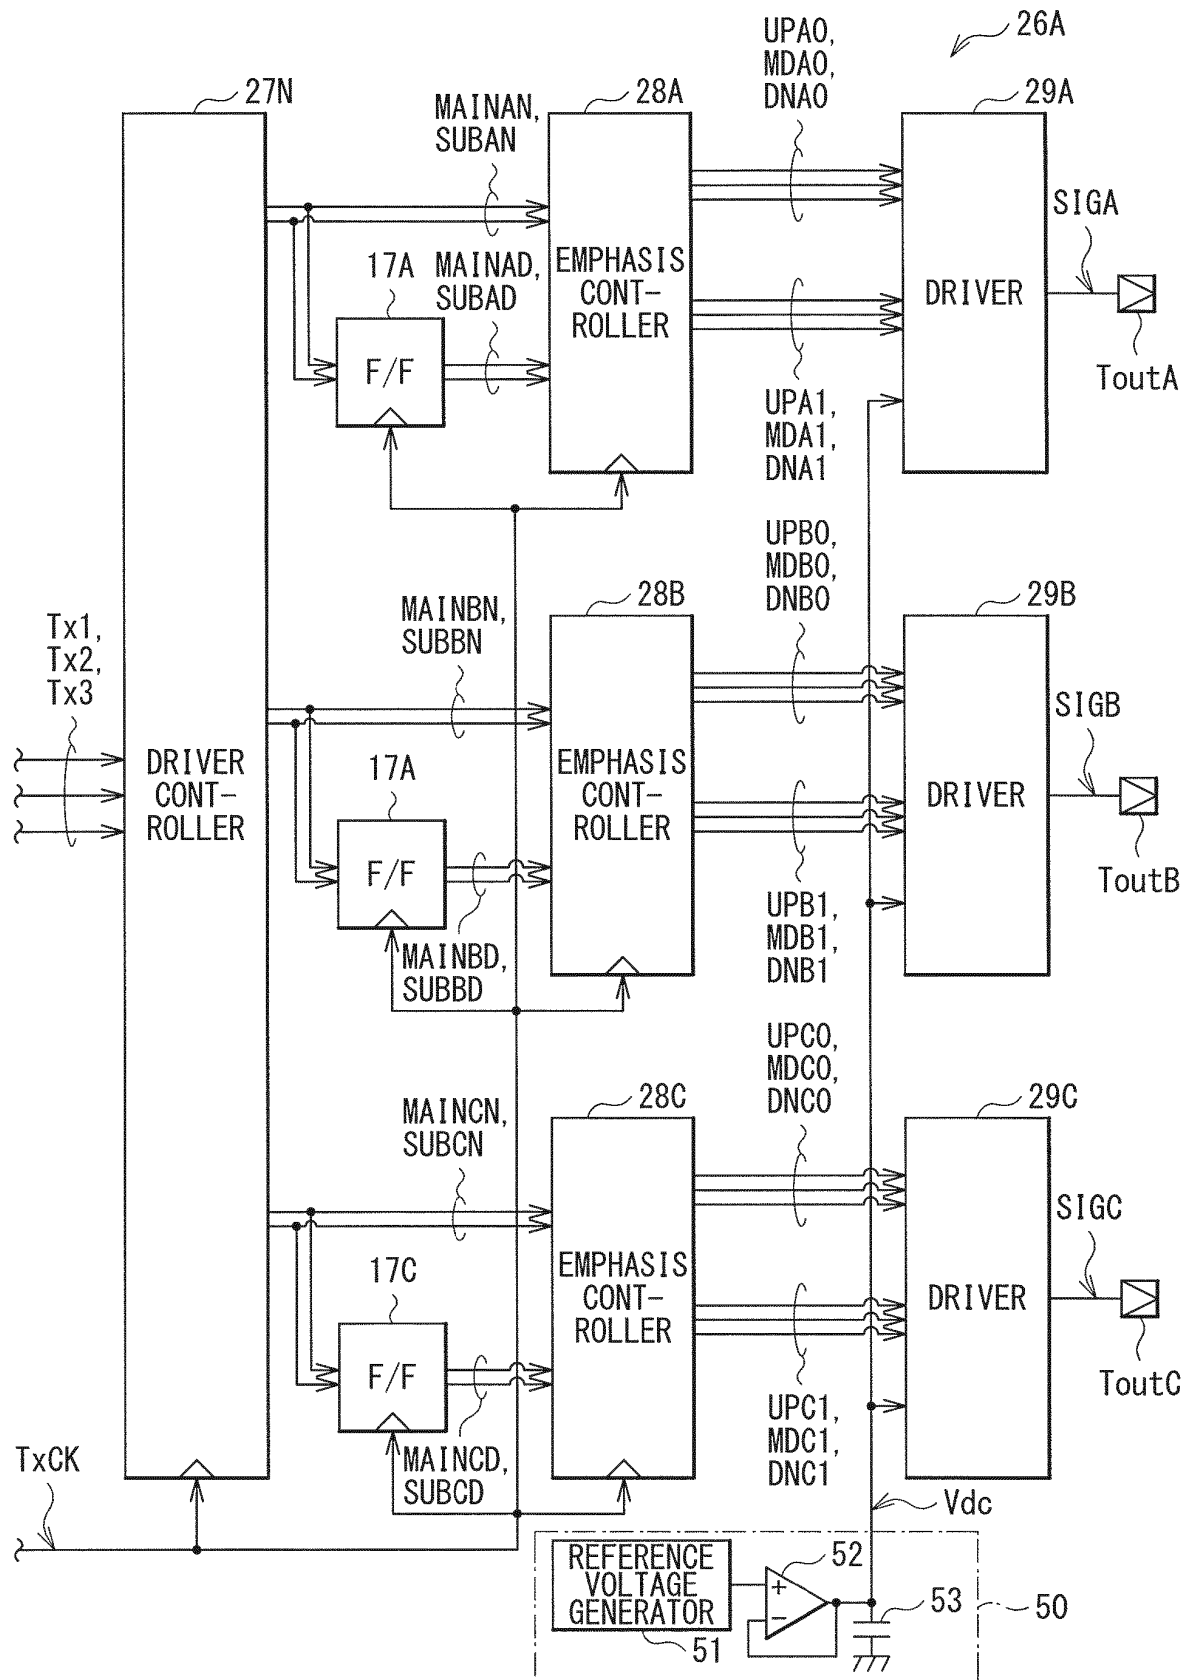 26A
UPA0,
MDA0,
DNA0
27N
MAINAN,
SUBAN
28A
29A
SIGA
17A
MAINAD,
SUBAD
EMPHASIS
CONT-
ROLLER
DRIVER
F/F
ToutA
UPA1,
MDA1,
DNA1
UPB0,
MDB0,
DNB0
MAINBN,
SUBBN
28B
29B
Tx1,
Tx2,
Tx3
SIGB
DRIVER
CONT-
ROLLER
17A
EMPHASIS
CONT-
ROLLER
DRIVER
F/F
ToutB
UPB1,
MDB1,
DNB1
MAINBD,
SUBBD
UPC0,
MDC0,
DNC0
MAINCN,
SUBCN
28C
29C
SIGC
17C
EMPHASIS
CONT-
ROLLER
DRIVER
F/F
ToutC
UPC1,
MDC1,
DNC1
TxCK
MAINCD,
SUBCD
Vdc
REFERENCE
VOLTAGE
GENERATOR
51
52
+
−
53
50